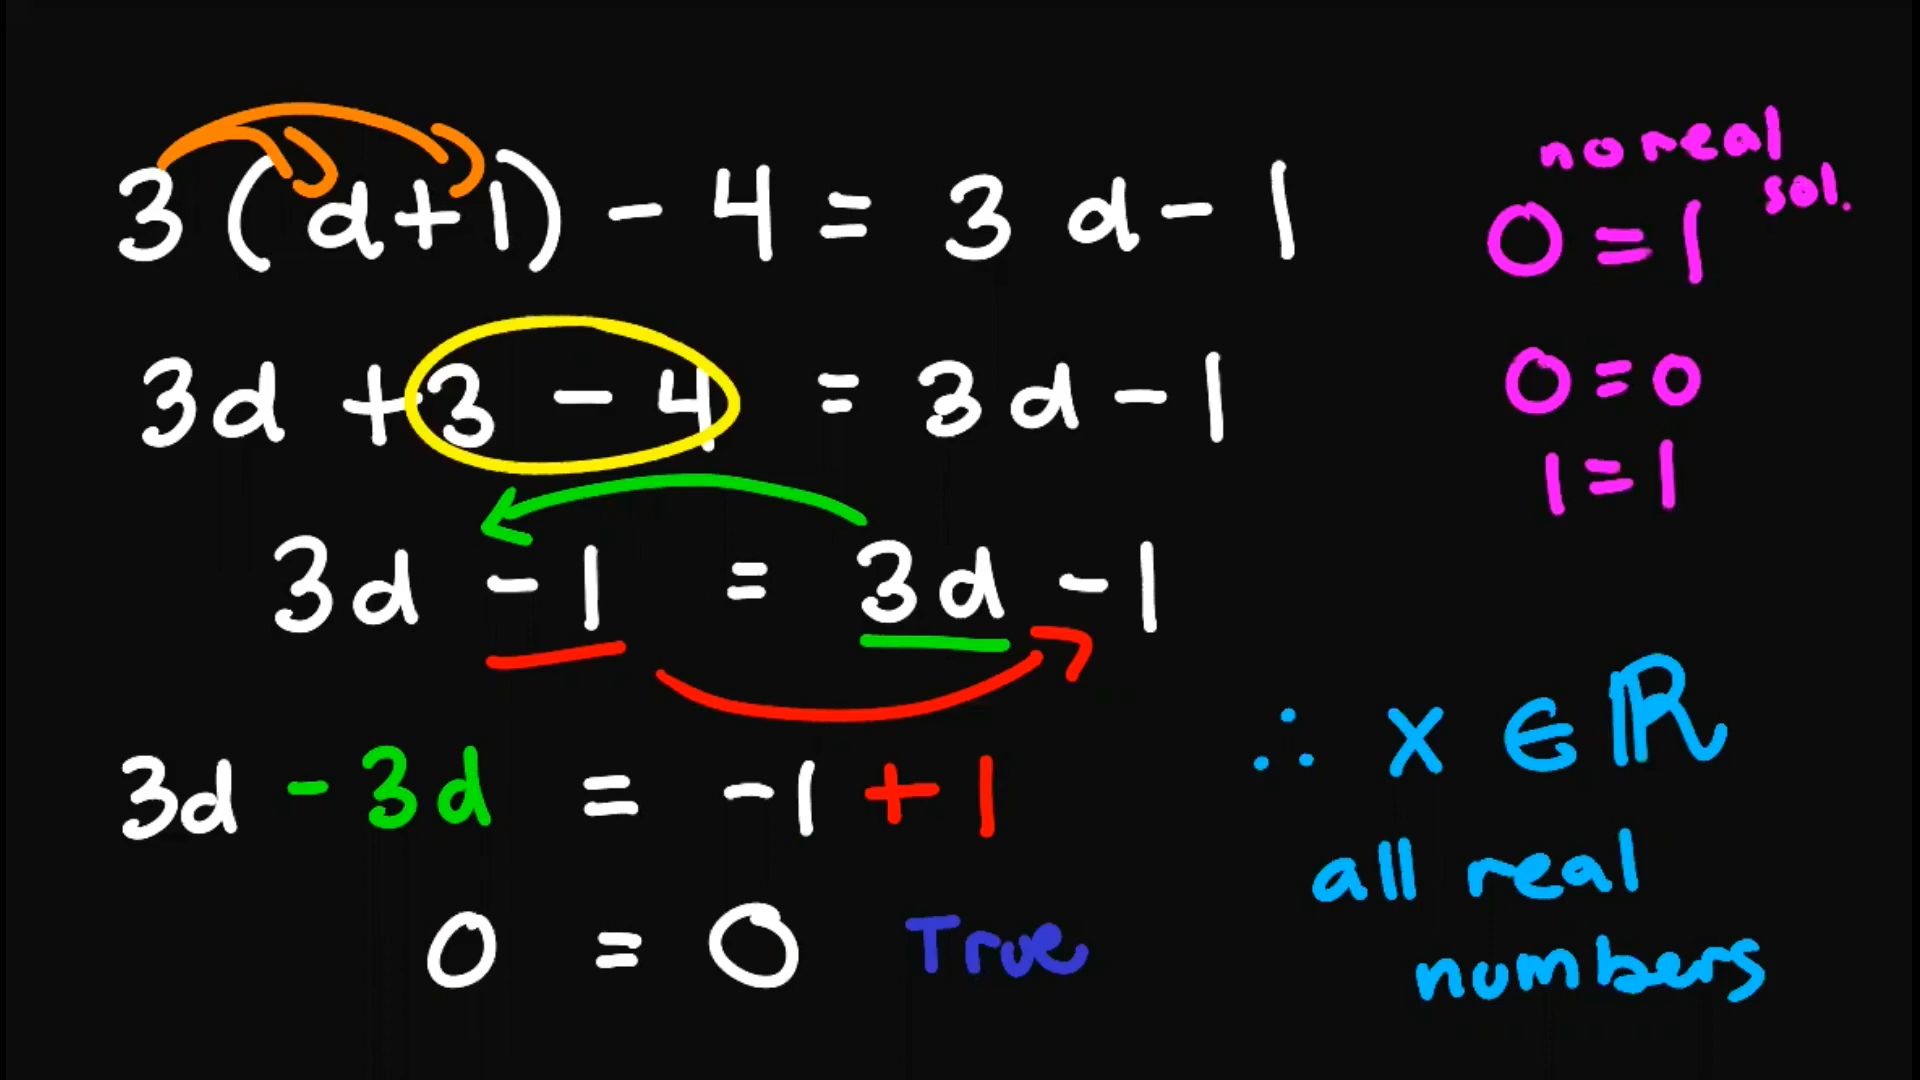 3(d+1) - 4 = 3d - 1
3d + 3 - 4 = 3d - 1
3d - 1 = 3d - 1
3d - 3d = -1 + 1
0 = 0 True
no real
sol.
0 = 1
0 = 0
1 = 1
∴ x ∈ ℝ
all real
numbers